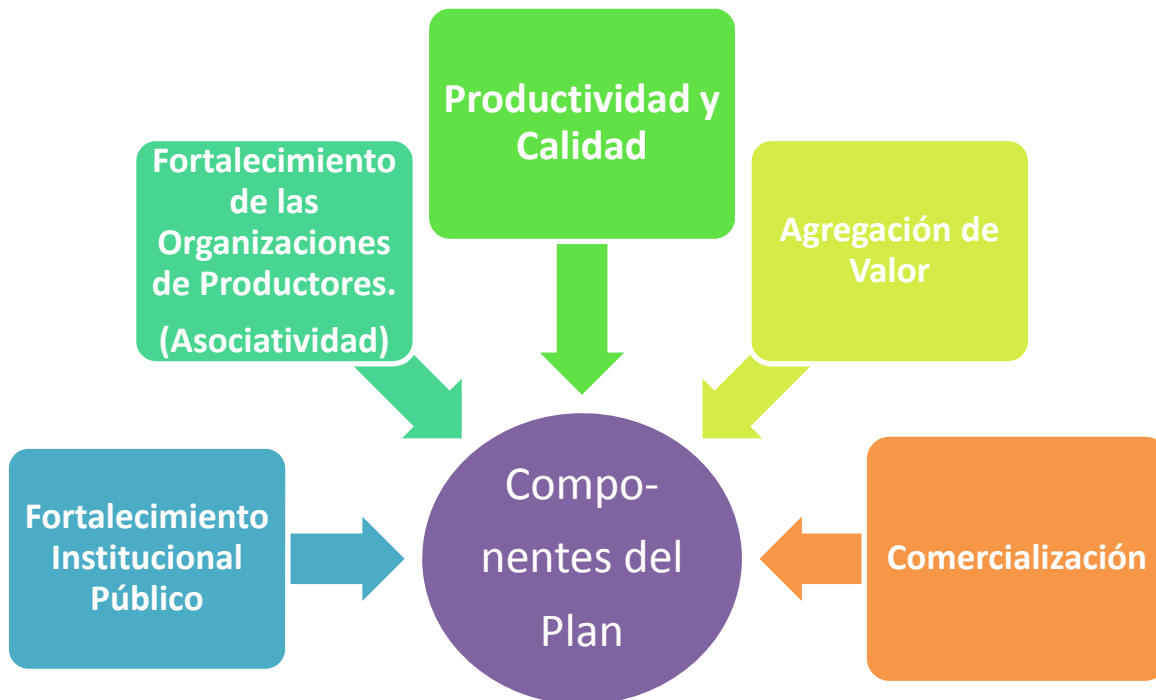 Productividad y
Calidad
Fortalecimiento
de las
Organizaciones
de Productores.
(Asociatividad)
Agregación de
Valor
Fortalecimiento
Institucional
Público
Compo-
nentes del
Plan
Comercialización